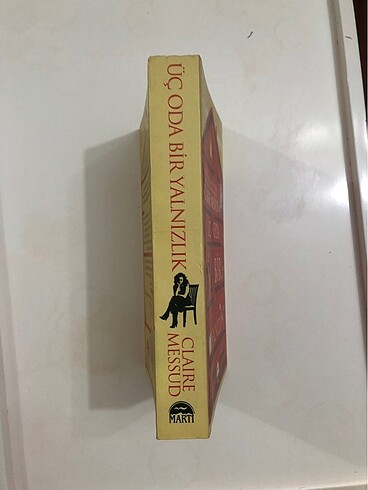 ÜÇ ODA BİR YALNIZLIK
CLAIRE
MESSUD
MARTI